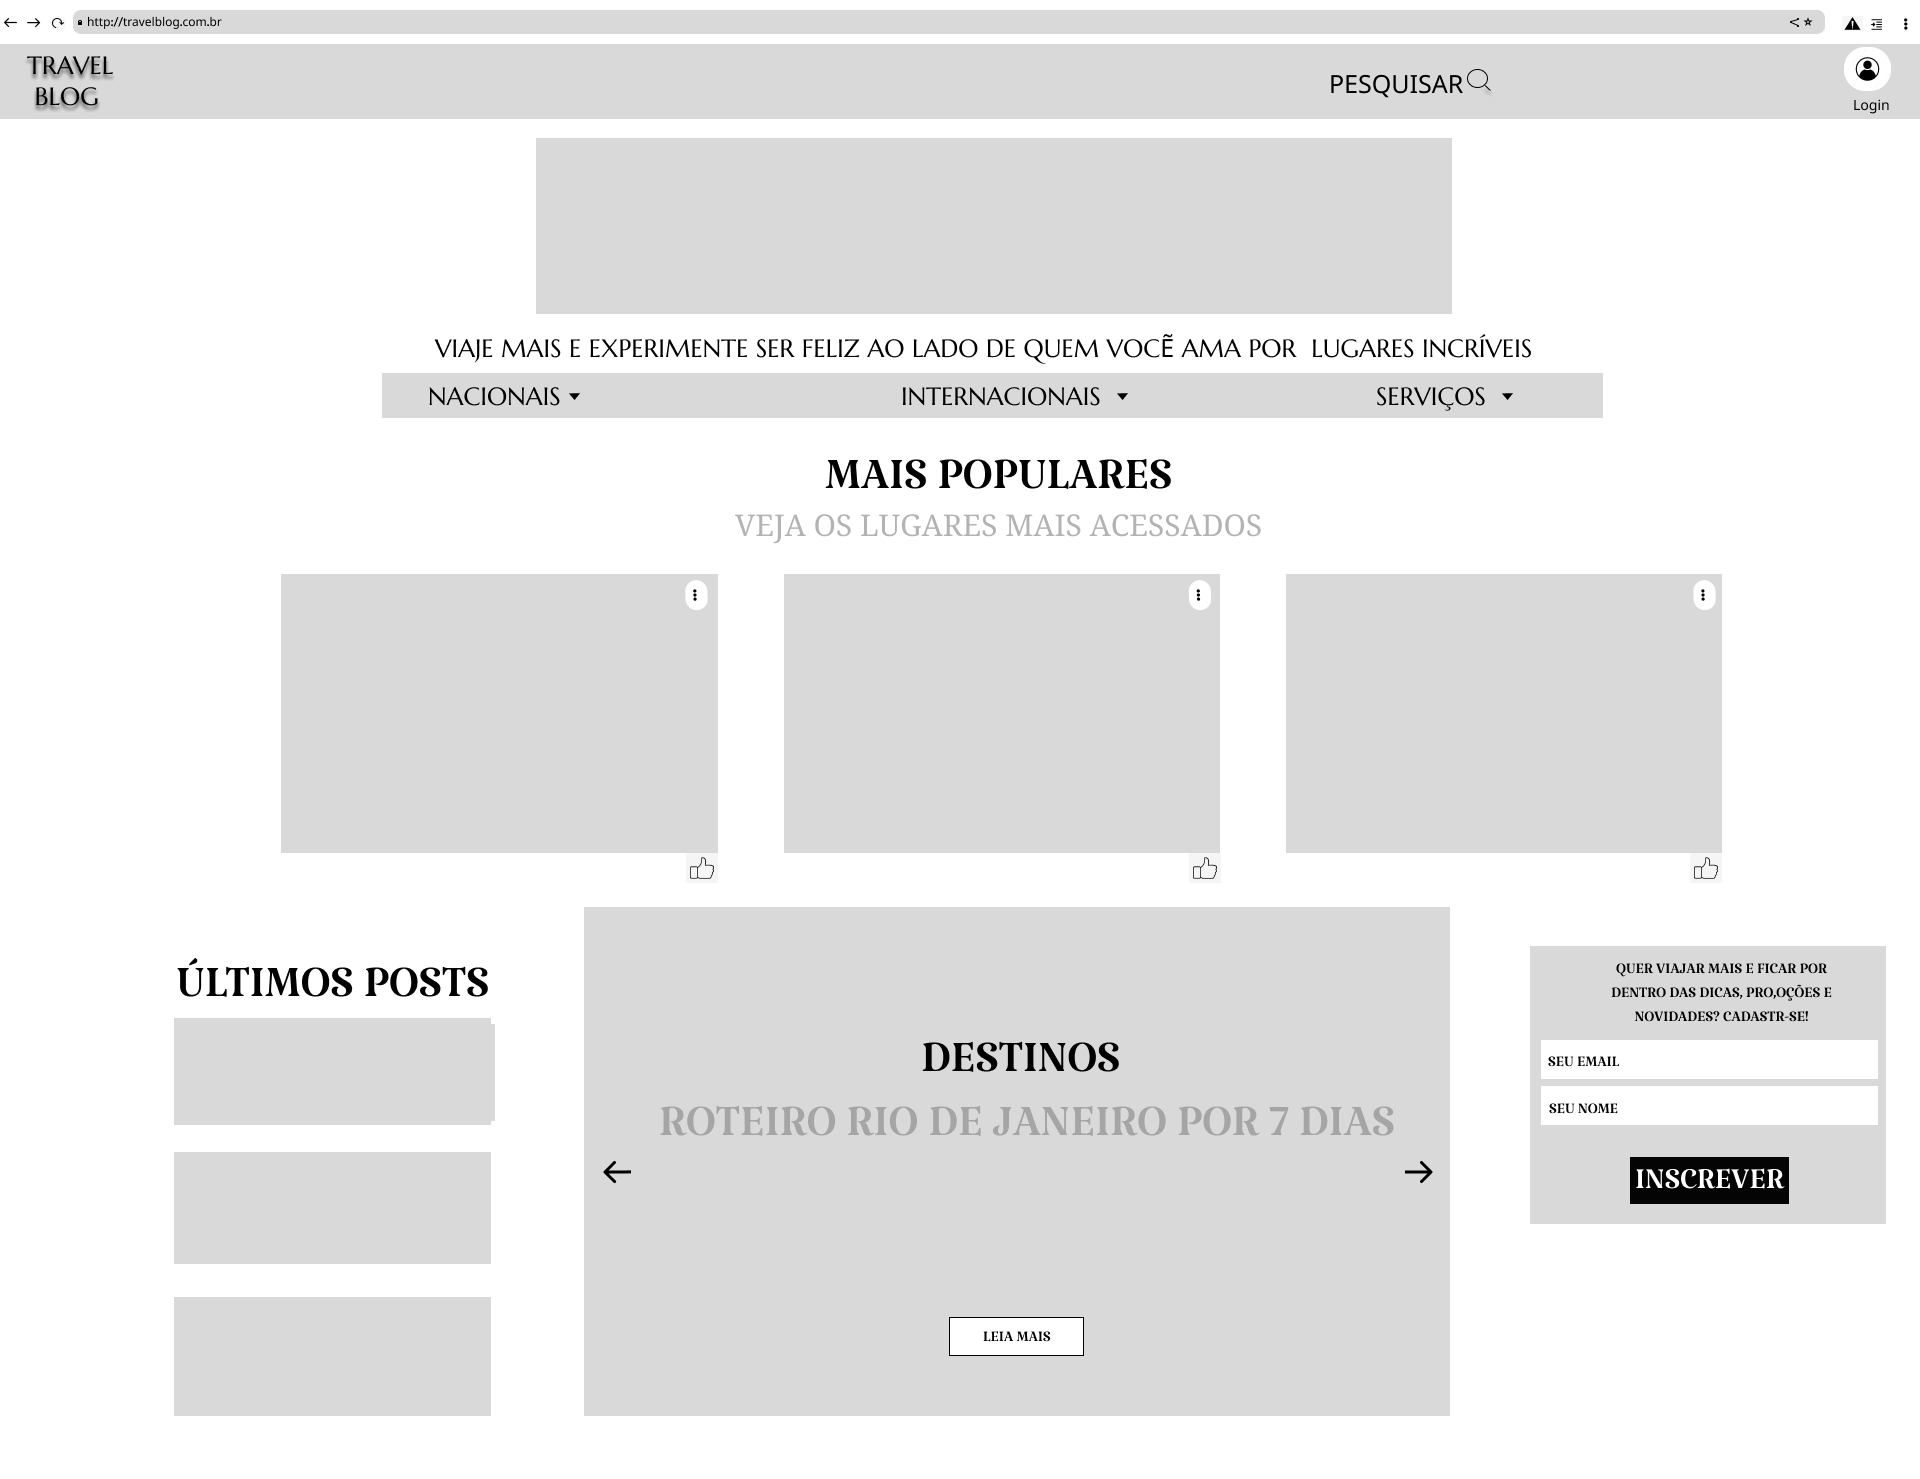 http://travelblog.com.br
TRAVEL
BLOG
PESQUISAR
Login
VIAJE MAIS E EXPERIMENTE SER FELIZ AO LADO DE QUEM VOCỄ AMA POR  LUGARES INCRÍVEIS
NACIONAIS
INTERNACIONAIS
SERVIÇOS
MAIS POPULARES
VEJA OS LUGARES MAIS ACESSADOS
ÚLTIMOS POSTS
DESTINOS
ROTEIRO RIO DE JANEIRO POR 7 DIAS
LEIA MAIS
QUER VIAJAR MAIS E FICAR POR
DENTRO DAS DICAS, PRO,OÇÕES E
NOVIDADES? CADASTR-SE!
SEU EMAIL
SEU NOME
INSCREVER